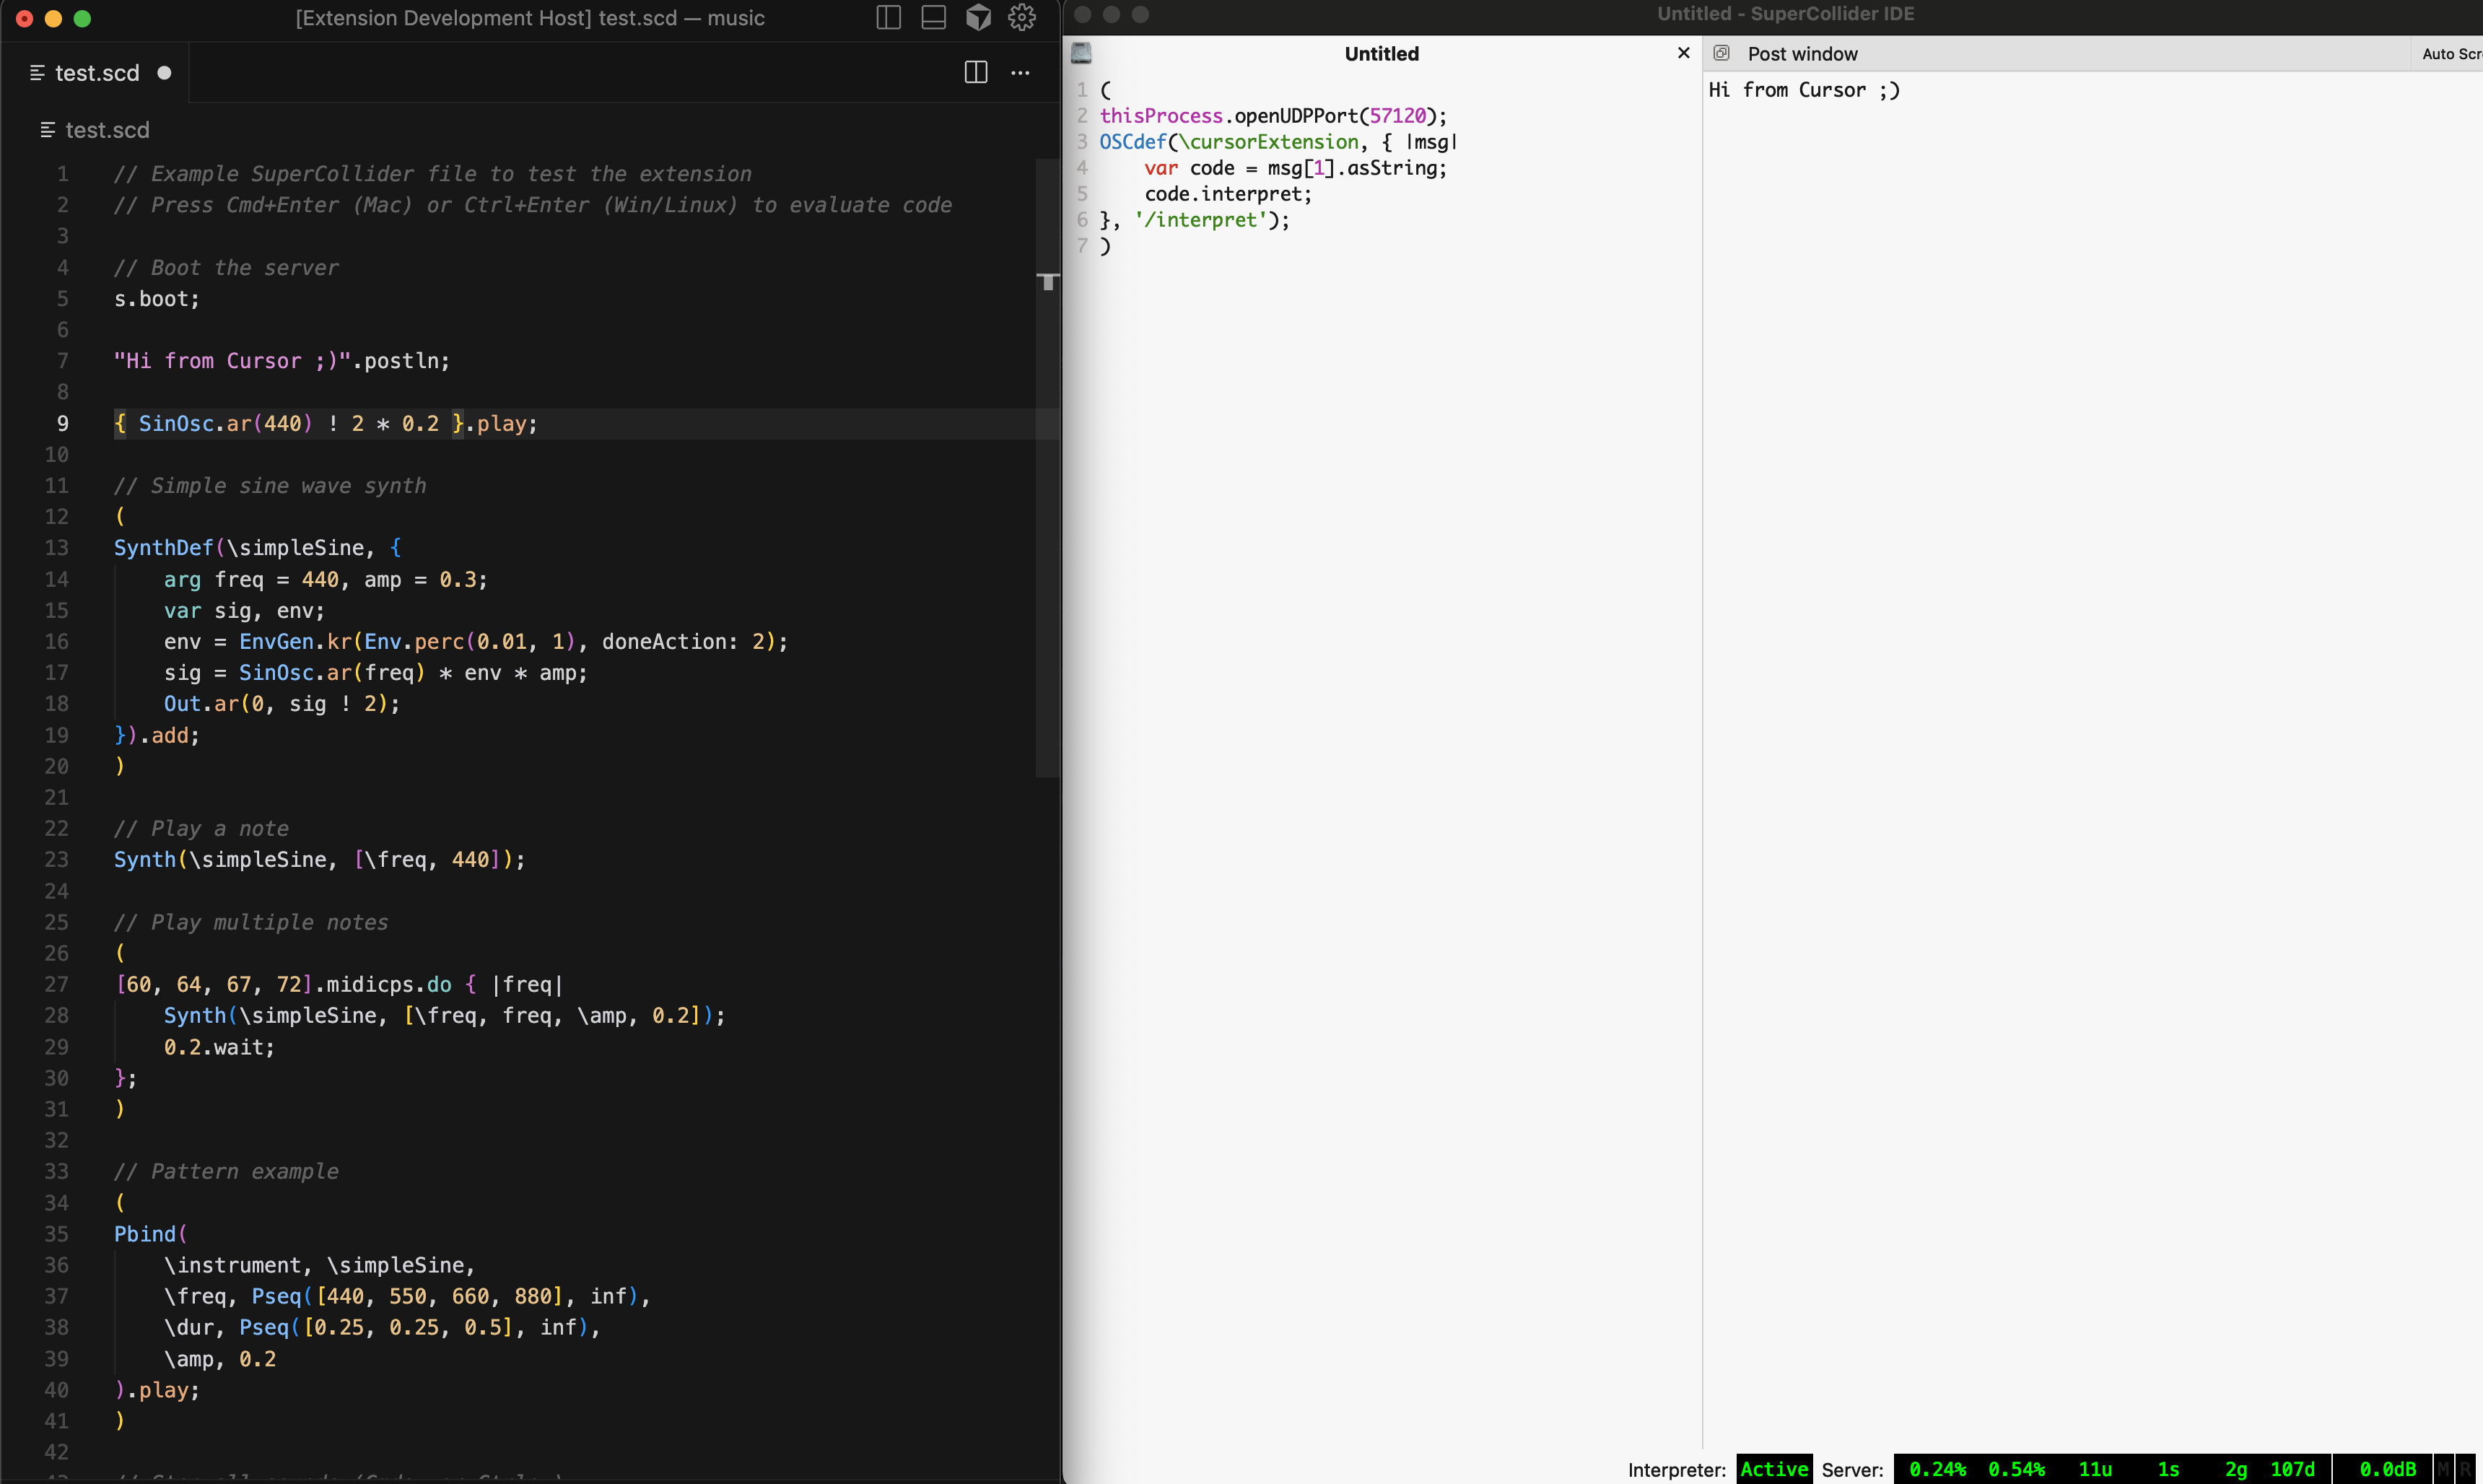 [Extension Development Host] test.scd — music
test.scd
test.scd
1 // Example SuperCollider file to test the extension
2 // Press Cmd+Enter (Mac) or Ctrl+Enter (Win/Linux) to evaluate code
3
4 // Boot the server
5 s.boot;
6
7 "Hi from Cursor ;)".postln;
8
9 { SinOsc.ar(440) ! 2 * 0.2 }.play;
10
11 // Simple sine wave synth
12 (
13 SynthDef(\simpleSine, {
14     arg freq = 440, amp = 0.3;
15     var sig, env;
16     env = EnvGen.kr(Env.perc(0.01, 1), doneAction: 2);
17     sig = SinOsc.ar(freq) * env * amp;
18     Out.ar(0, sig ! 2);
19 }).add;
20 )
21
22 // Play a note
23 Synth(\simpleSine, [\freq, 440]);
24
25 // Play multiple notes
26 (
27 [60, 64, 67, 72].midicps.do { |freq|
28     Synth(\simpleSine, [\freq, freq, \amp, 0.2]);
29     0.2.wait;
30 };
31 )
32
33 // Pattern example
34 (
35 Pbind(
36     \instrument, \simpleSine,
37     \freq, Pseq([440, 550, 660, 880], inf),
38     \dur, Pseq([0.25, 0.25, 0.5], inf),
39     \amp, 0.2
40 ).play;
41 )
42
Untitled - SuperCollider IDE
Untitled
1 (
2 thisProcess.openUDPPort(57120);
3 OSCdef(\cursorExtension, { |msg|
4     var code = msg[1].asString;
5     code.interpret;
6 }, '/interpret');
7 )
Post window
Auto Scr
Hi from Cursor ;)
Interpreter: Active Server: 0.24% 0.54% 11u 1s 2g 107d 0.0dB M R